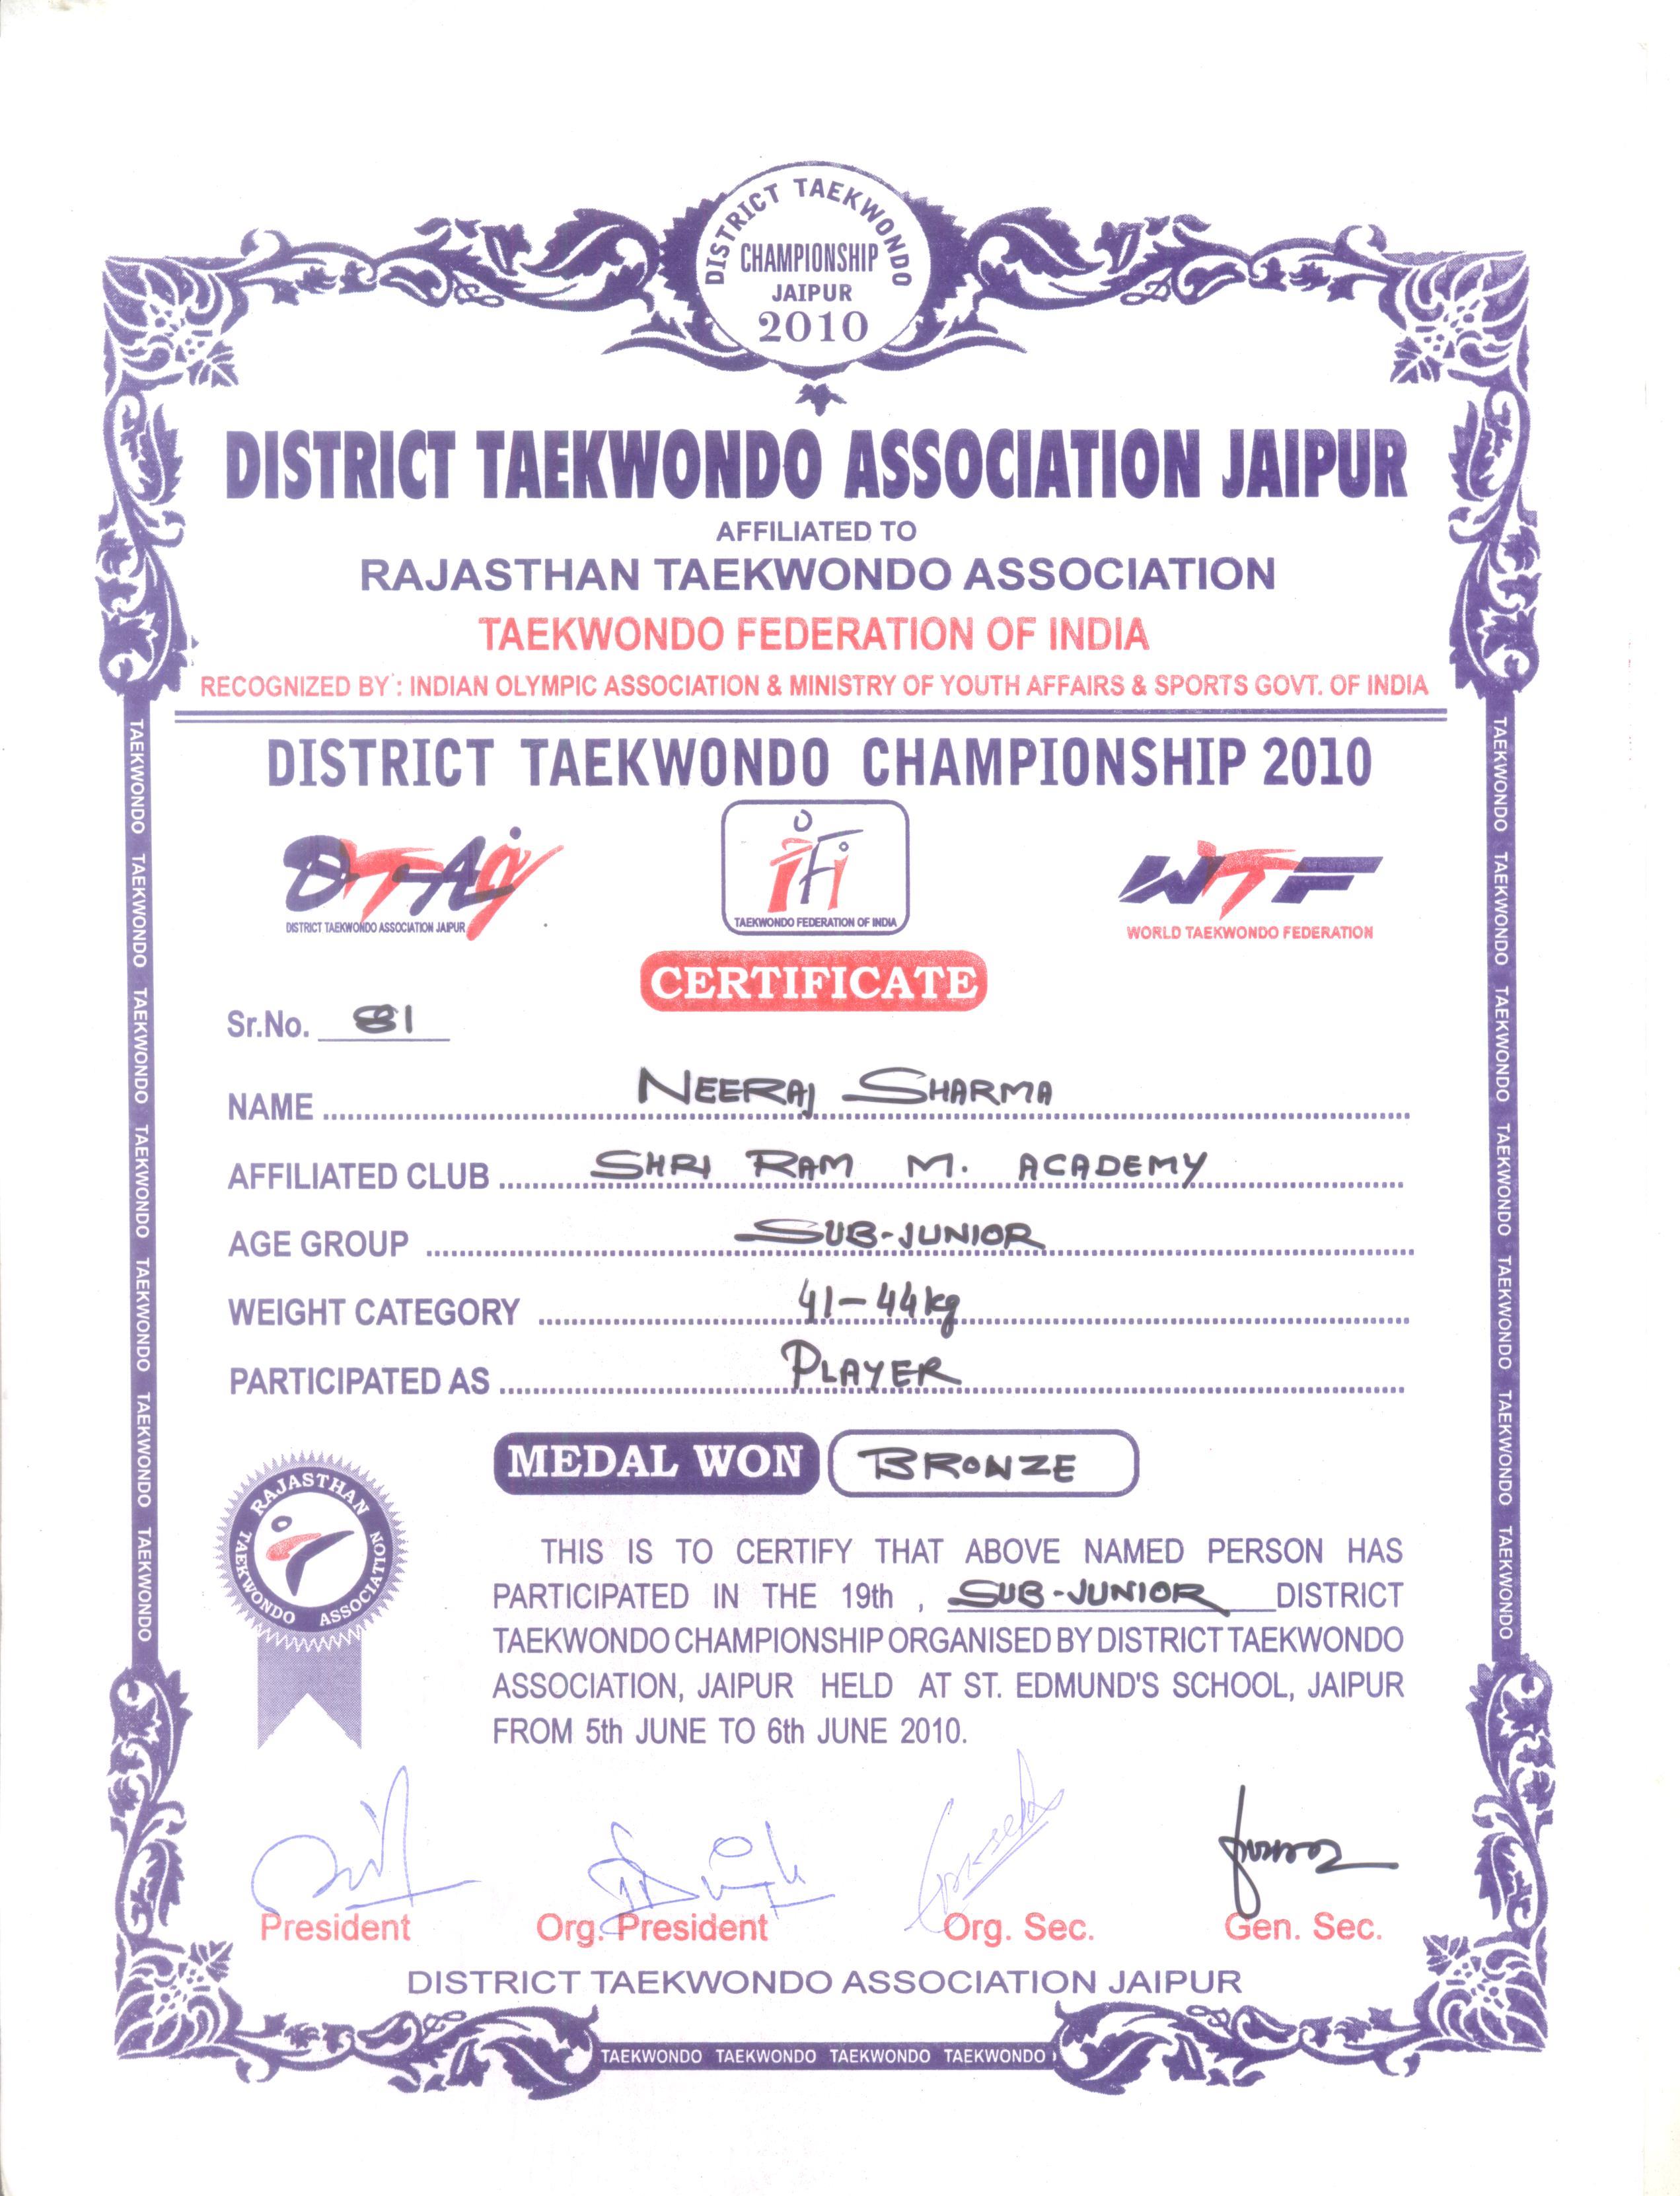 DISTRICT TAEKWONDO
CHAMPIONSHIP
JAIPUR
2010
DISTRICT TAEKWONDO ASSOCIATION JAIPUR
AFFILIATED TO
RAJASTHAN TAEKWONDO ASSOCIATION
TAEKWONDO FEDERATION OF INDIA
RECOGNIZED BY : INDIAN OLYMPIC ASSOCIATION & MINISTRY OF YOUTH AFFAIRS & SPORTS GOVT. OF INDIA
DISTRICT TAEKWONDO CHAMPIONSHIP 2010
DTAJ
DISTRICT TAEKWONDO ASSOCIATION JAIPUR
TFI
TAEKWONDO FEDERATION OF INDIA
WTF
WORLD TAEKWONDO FEDERATION
CERTIFICATE
Sr.No. 81
NAME NEERAJ SHARMA
AFFILIATED CLUB SHRI RAM M. ACADEMY
AGE GROUP SUB-JUNIOR
WEIGHT CATEGORY 41-44kg
PARTICIPATED AS PLAYER
MEDAL WON BRONZE
RAJASTHAN TAEKWONDO ASSOCIATION
THIS IS TO CERTIFY THAT ABOVE NAMED PERSON HAS
PARTICIPATED IN THE 19th , SUB-JUNIOR DISTRICT
TAEKWONDO CHAMPIONSHIP ORGANISED BY DISTRICT TAEKWONDO
ASSOCIATION, JAIPUR HELD AT ST. EDMUND'S SCHOOL, JAIPUR
FROM 5th JUNE TO 6th JUNE 2010.
President Org. President Org. Sec. Gen. Sec.
DISTRICT TAEKWONDO ASSOCIATION JAIPUR
TAEKWONDO TAEKWONDO TAEKWONDO TAEKWONDO
TAEKWONDO TAEKWONDO TAEKWONDO TAEKWONDO TAEKWONDO TAEKWONDO TAEKWONDO
TAEKWONDO TAEKWONDO TAEKWONDO TAEKWONDO TAEKWONDO TAEKWONDO TAEKWONDO